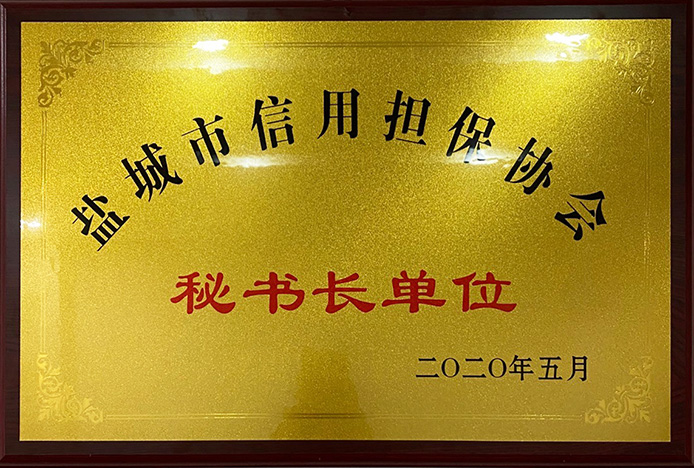 盐城市信用担保协会
秘书长单位
二〇二〇年五月